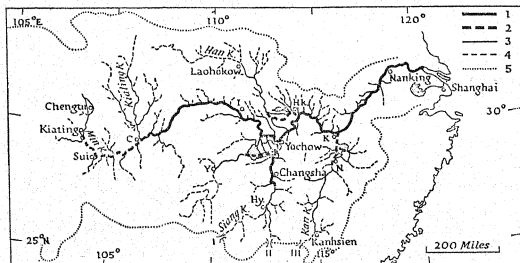 105°E
110°
120°
1
2
3
4
5
Han K.
Laohokow
Kialing K.
Chengtu
Kiating
Min
Sui
C
Hk
Nanking
Shanghai
30°
Yochow
K
Y
N
Changsha
Hy
Siang K.
Kan K.
Kanhsien
II
III
115°
25°N
105°
110°
200 Miles